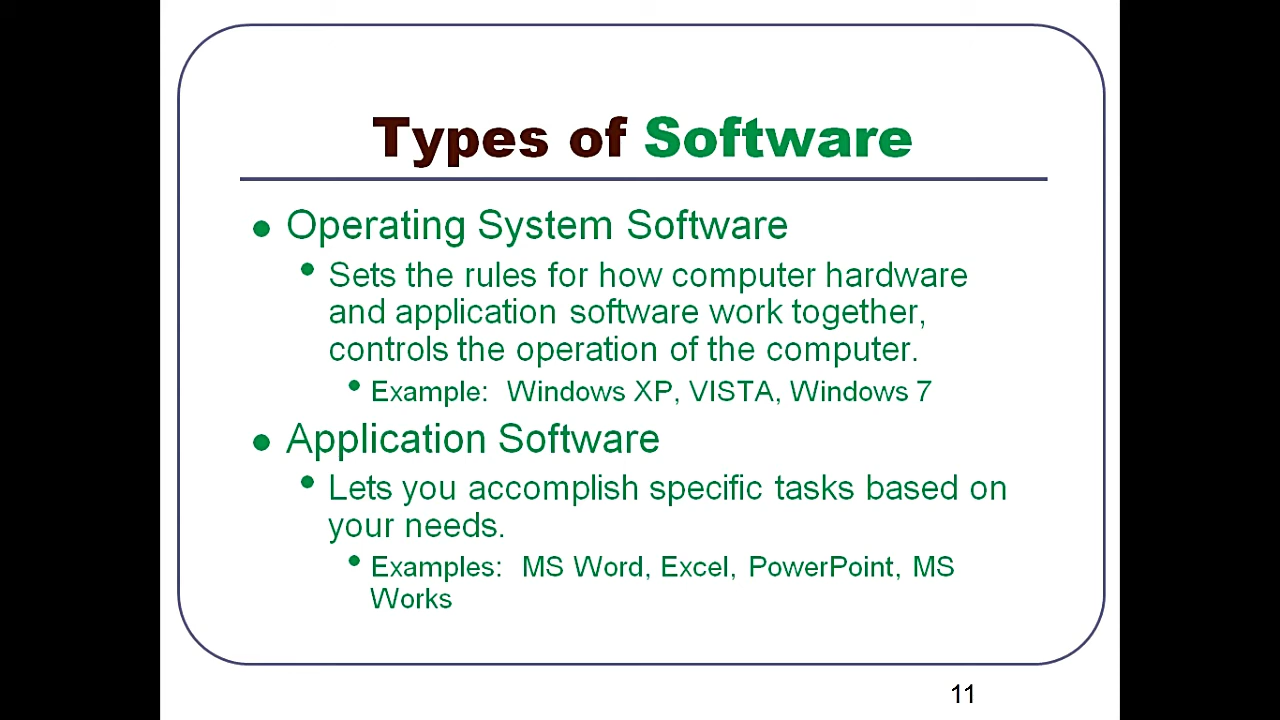 Types of Software
Operating System Software
Sets the rules for how computer hardware
and application software work together,
controls the operation of the computer.
Example: Windows XP, VISTA, Windows 7
Application Software
Lets you accomplish specific tasks based on
your needs.
Examples: MS Word, Excel, PowerPoint, MS
Works
11